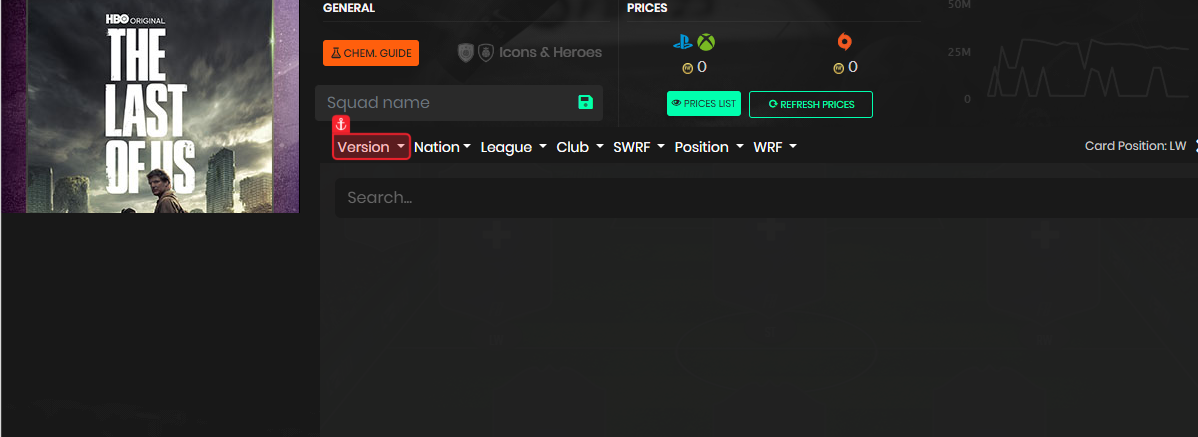 HBO ORIGINAL
THE
LAST
OF US
GENERAL
CHEM. GUIDE
Icons & Heroes
Squad name
PRICES
0
0
PRICES LIST
REFRESH PRICES
50M
25M
0
Version
Nation
League
Club
SWRF
Position
WRF
Card Position: LW
Search...